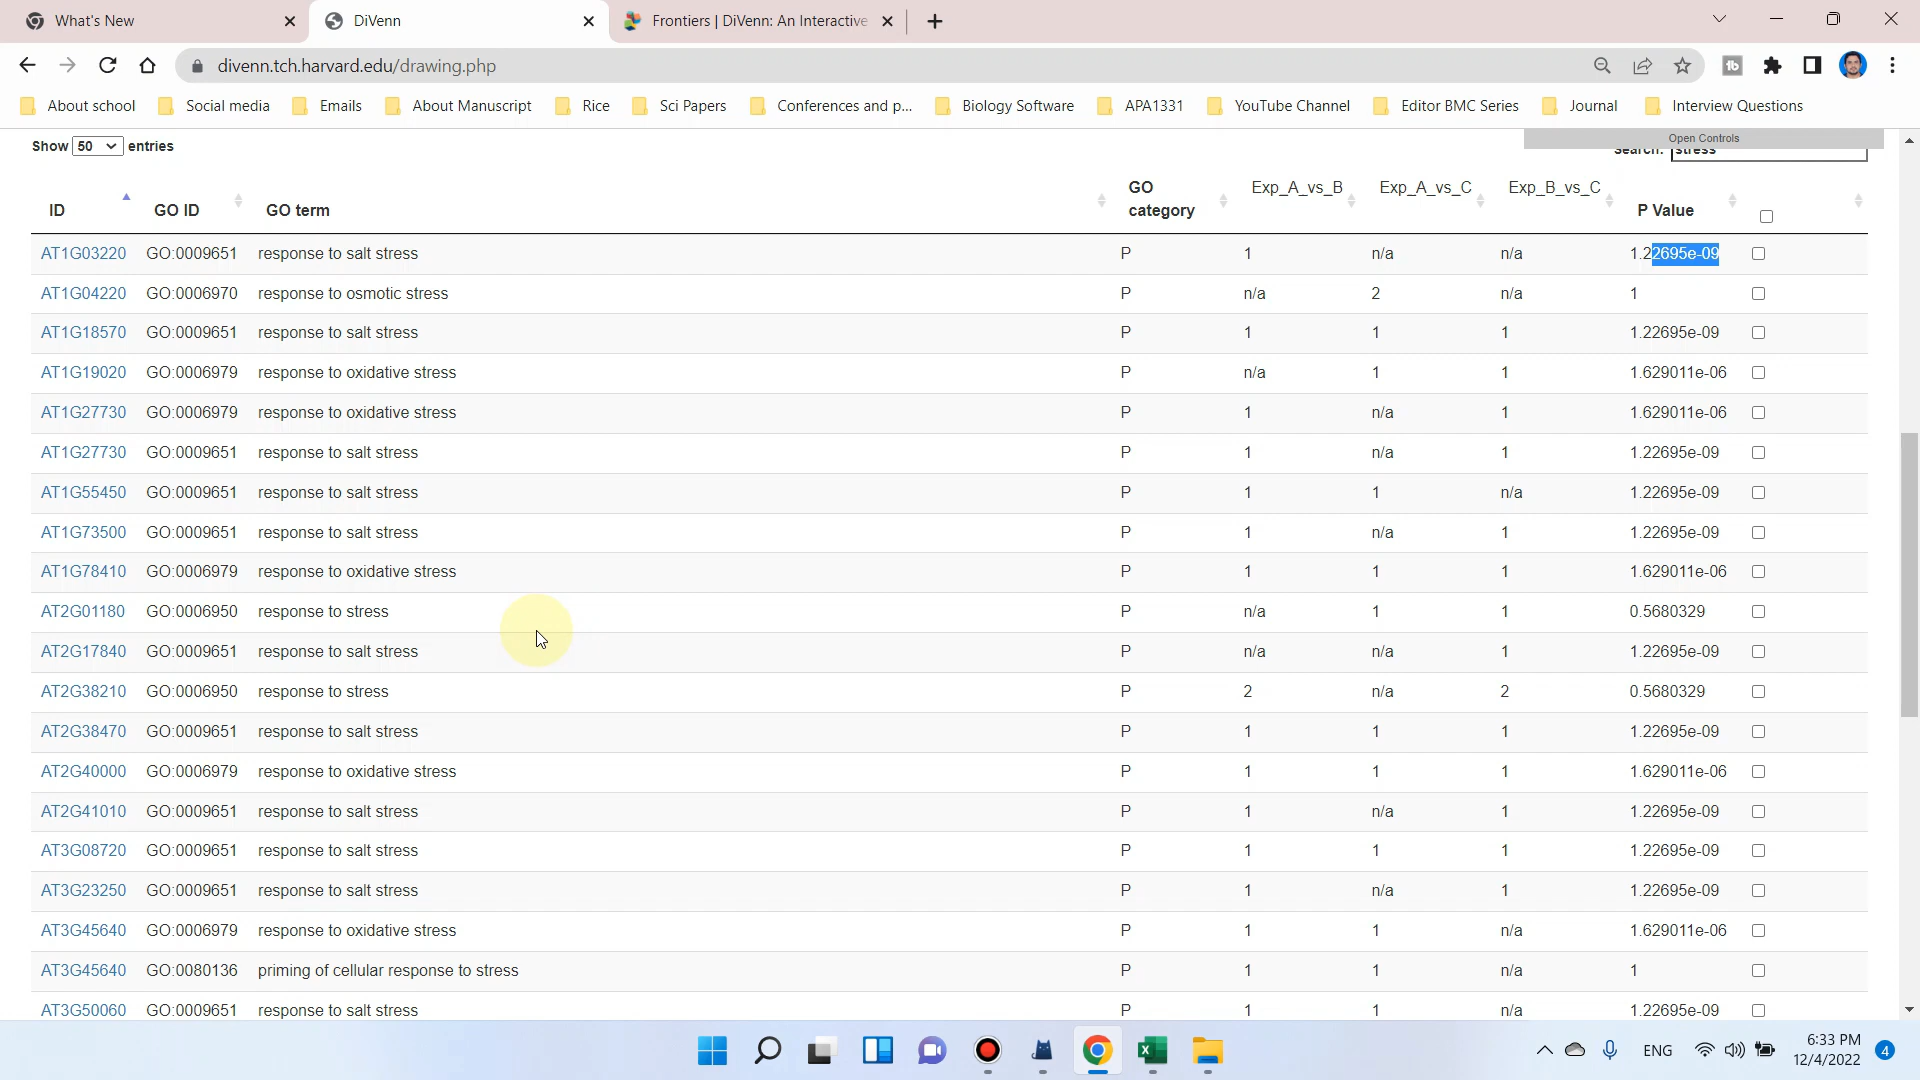 What's New
DiVenn
Frontiers | DiVenn: An Interactive
divenn.tch.harvard.edu/drawing.php
About school Social media Emails About Manuscript Rice Sci Papers Conferences and p... Biology Software APA1331 YouTube Channel Editor BMC Series Journal Interview Questions
Open Controls
Show 50 entries Search: stress
ID GO ID GO term GO category Exp_A_vs_B Exp_A_vs_C Exp_B_vs_C P Value
AT1G03220 GO:0009651 response to salt stress P 1 n/a n/a 1.22695e-09
AT1G04220 GO:0006970 response to osmotic stress P n/a 2 n/a 1
AT1G18570 GO:0009651 response to salt stress P 1 1 1 1.22695e-09
AT1G19020 GO:0006979 response to oxidative stress P n/a 1 1 1.629011e-06
AT1G27730 GO:0006979 response to oxidative stress P 1 n/a 1 1.629011e-06
AT1G27730 GO:0009651 response to salt stress P 1 n/a 1 1.22695e-09
AT1G55450 GO:0009651 response to salt stress P 1 1 n/a 1.22695e-09
AT1G73500 GO:0009651 response to salt stress P 1 n/a 1 1.22695e-09
AT1G78410 GO:0006979 response to oxidative stress P 1 1 1 1.629011e-06
AT2G01180 GO:0006950 response to stress P n/a 1 1 0.5680329
AT2G17840 GO:0009651 response to salt stress P n/a n/a 1 1.22695e-09
AT2G38210 GO:0006950 response to stress P 2 n/a 2 0.5680329
AT2G38470 GO:0009651 response to salt stress P 1 1 1 1.22695e-09
AT2G40000 GO:0006979 response to oxidative stress P 1 1 1 1.629011e-06
AT2G41010 GO:0009651 response to salt stress P 1 n/a 1 1.22695e-09
AT3G08720 GO:0009651 response to salt stress P 1 1 1 1.22695e-09
AT3G23250 GO:0009651 response to salt stress P 1 n/a 1 1.22695e-09
AT3G45640 GO:0006979 response to oxidative stress P 1 1 n/a 1.629011e-06
AT3G45640 GO:0080136 priming of cellular response to stress P 1 1 n/a 1
AT3G50060 GO:0009651 response to salt stress P 1 1 n/a 1.22695e-09
ENG
6:33 PM
12/4/2022
4